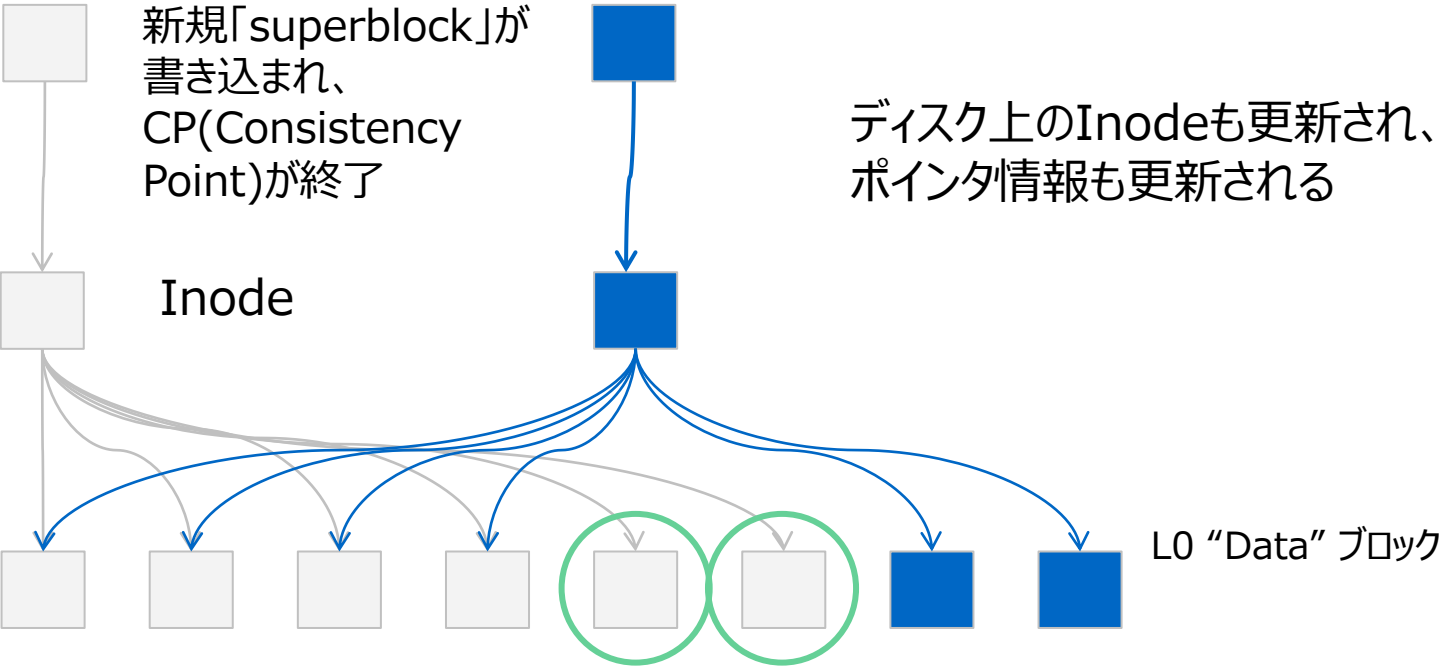 新規「superblock」が
書き込まれ、
CP(Consistency
Point)が終了
ディスク上のInodeも更新され、
ポインタ情報も更新される
Inode
L0 “Data” ブロック